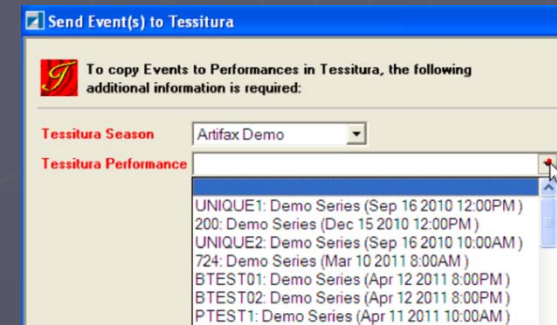 Send Event(s) to Tessitura
To copy Events to Performances in Tessitura, the following
additional information is required:
Tessitura Season Artifax Demo
Tessitura Performance
UNIQUE1: Demo Series (Sep 16 2010 12:00PM )
200: Demo Series (Dec 15 2010 12:00PM )
UNIQUE2: Demo Series (Sep 16 2010 10:00AM )
724: Demo Series (Mar 10 2011 8:00AM )
BTEST01: Demo Series (Apr 12 2011 8:00PM )
BTEST02: Demo Series (Apr 12 2011 8:00PM )
PTEST1: Demo Series (Apr 11 2011 10:00AM )